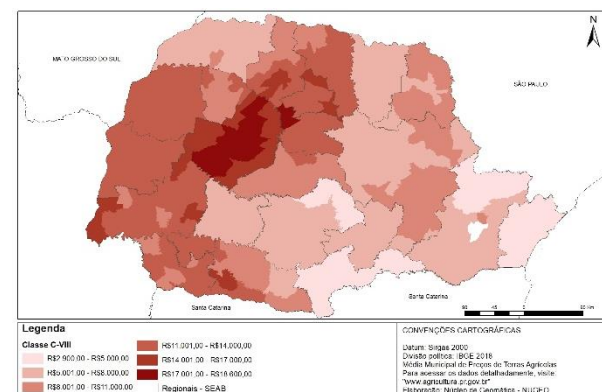 N
MATO GROSSO DO SUL
SÃO PAULO
Santa Catarina
Santa Catarina
Legenda
Classe C-VIII
R$2.900,00 - R$5.000,00
R$5.001,00 - R$8.000,00
R$8.001,00 - R$11.000,00
R$11.001,00 - R$14.000,00
R$14.001,00 - R$17.000,00
R$17.001,00 - R$18.600,00
Regionais - SEAB
CONVENÇÕES CARTOGRÁFICAS
Datum: Sirgas 2000
Divisão política: IBGE 2016
Média Municipal de Preços de Terras Agrícolas
Para acessar os dados detalhadamente, visite:
"www.agricultura.pr.gov.br"
Elaboração: Núcleo de Geomática - NUGEO